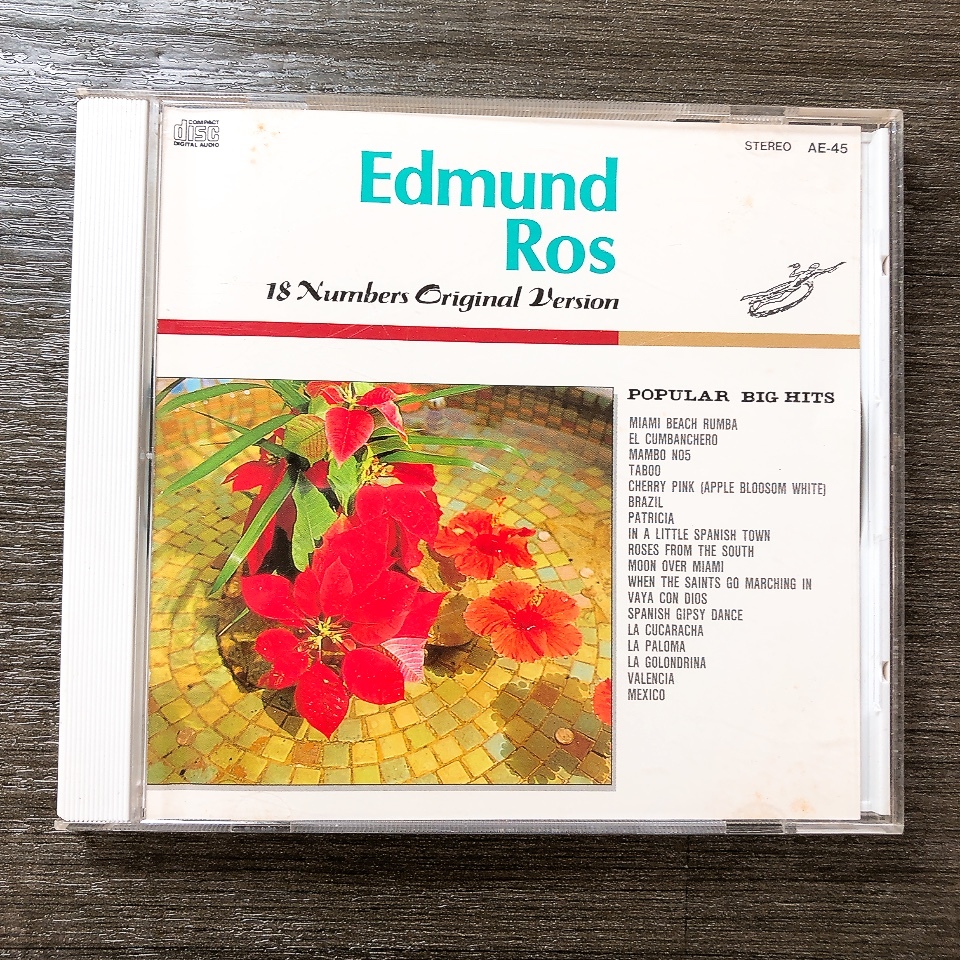 COMPACT
disc
DIGITAL AUDIO
STEREO AE-45
Edmund
Ros
18 Numbers Original Version
POPULAR BIG HITS
MIAMI BEACH RUMBA
EL CUMBANCHERO
MAMBO NO5
TABOO
CHERRY PINK (APPLE BLOOSOM WHITE)
BRAZIL
PATRICIA
IN A LITTLE SPANISH TOWN
ROSES FROM THE SOUTH
MOON OVER MIAMI
WHEN THE SAINTS GO MARCHING IN
VAYA CON DIOS
SPANISH GIPSY DANCE
LA CUCARACHA
LA PALOMA
LA GOLONDRINA
VALENCIA
MEXICO